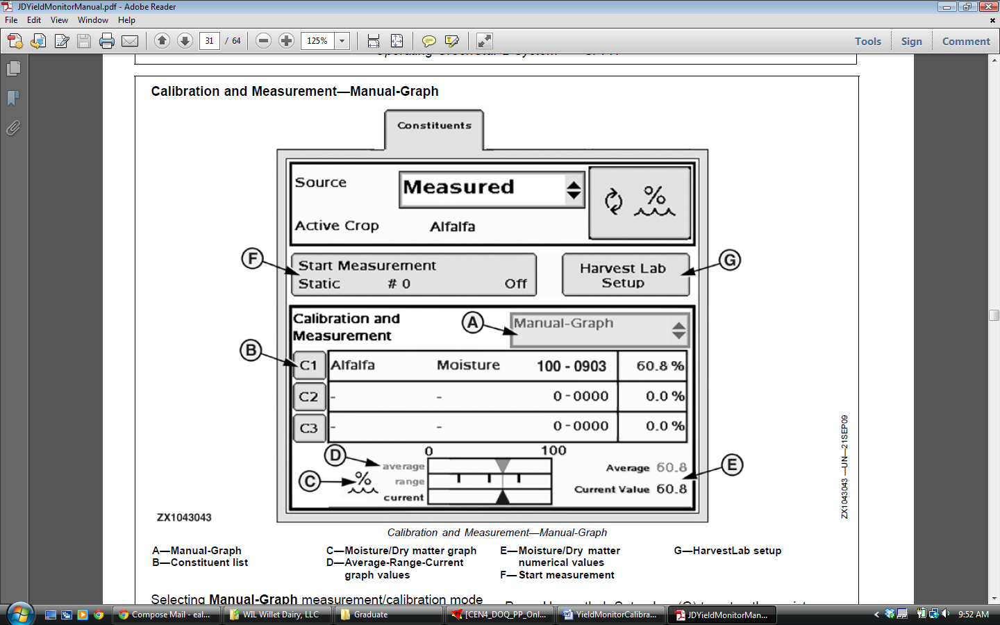 JDYieldMonitorManual.pdf - Adobe Reader
File Edit View Window Help
31 / 64 125% Tools Sign Comment
Calibration and Measurement—Manual-Graph
Constituents
Source Measured %
Active Crop Alfalfa
F Start Measurement
Static # 0 Off
Harvest Lab
Setup
G
Calibration and
Measurement
A Manual-Graph
B C1 Alfalfa Moisture 100 - 0903 60.8 %
C2 - - 0 - 0000 0.0 %
C3 - - 0 - 0000 0.0 %
0 100
D average Average 60.8 E
C % range
current Current Value 60.8
ZX1043043
ZX1043043 —UN—21SEP09
Calibration and Measurement—Manual-Graph
A—Manual-Graph
B—Constituent list
C—Moisture/Dry matter graph
D—Average-Range-Current
graph values
E—Moisture/Dry matter
numerical values
F—Start measurement
G—HarvestLab setup
Selecting Manual-Graph measurement/calibration mode
Compose Mail - eal... WIL Willet Dairy, LLC Graduate [CEN4_DOQ_PP_Onl... YieldMonitorCalibra... JDYieldMonitorMan... 9:52 AM